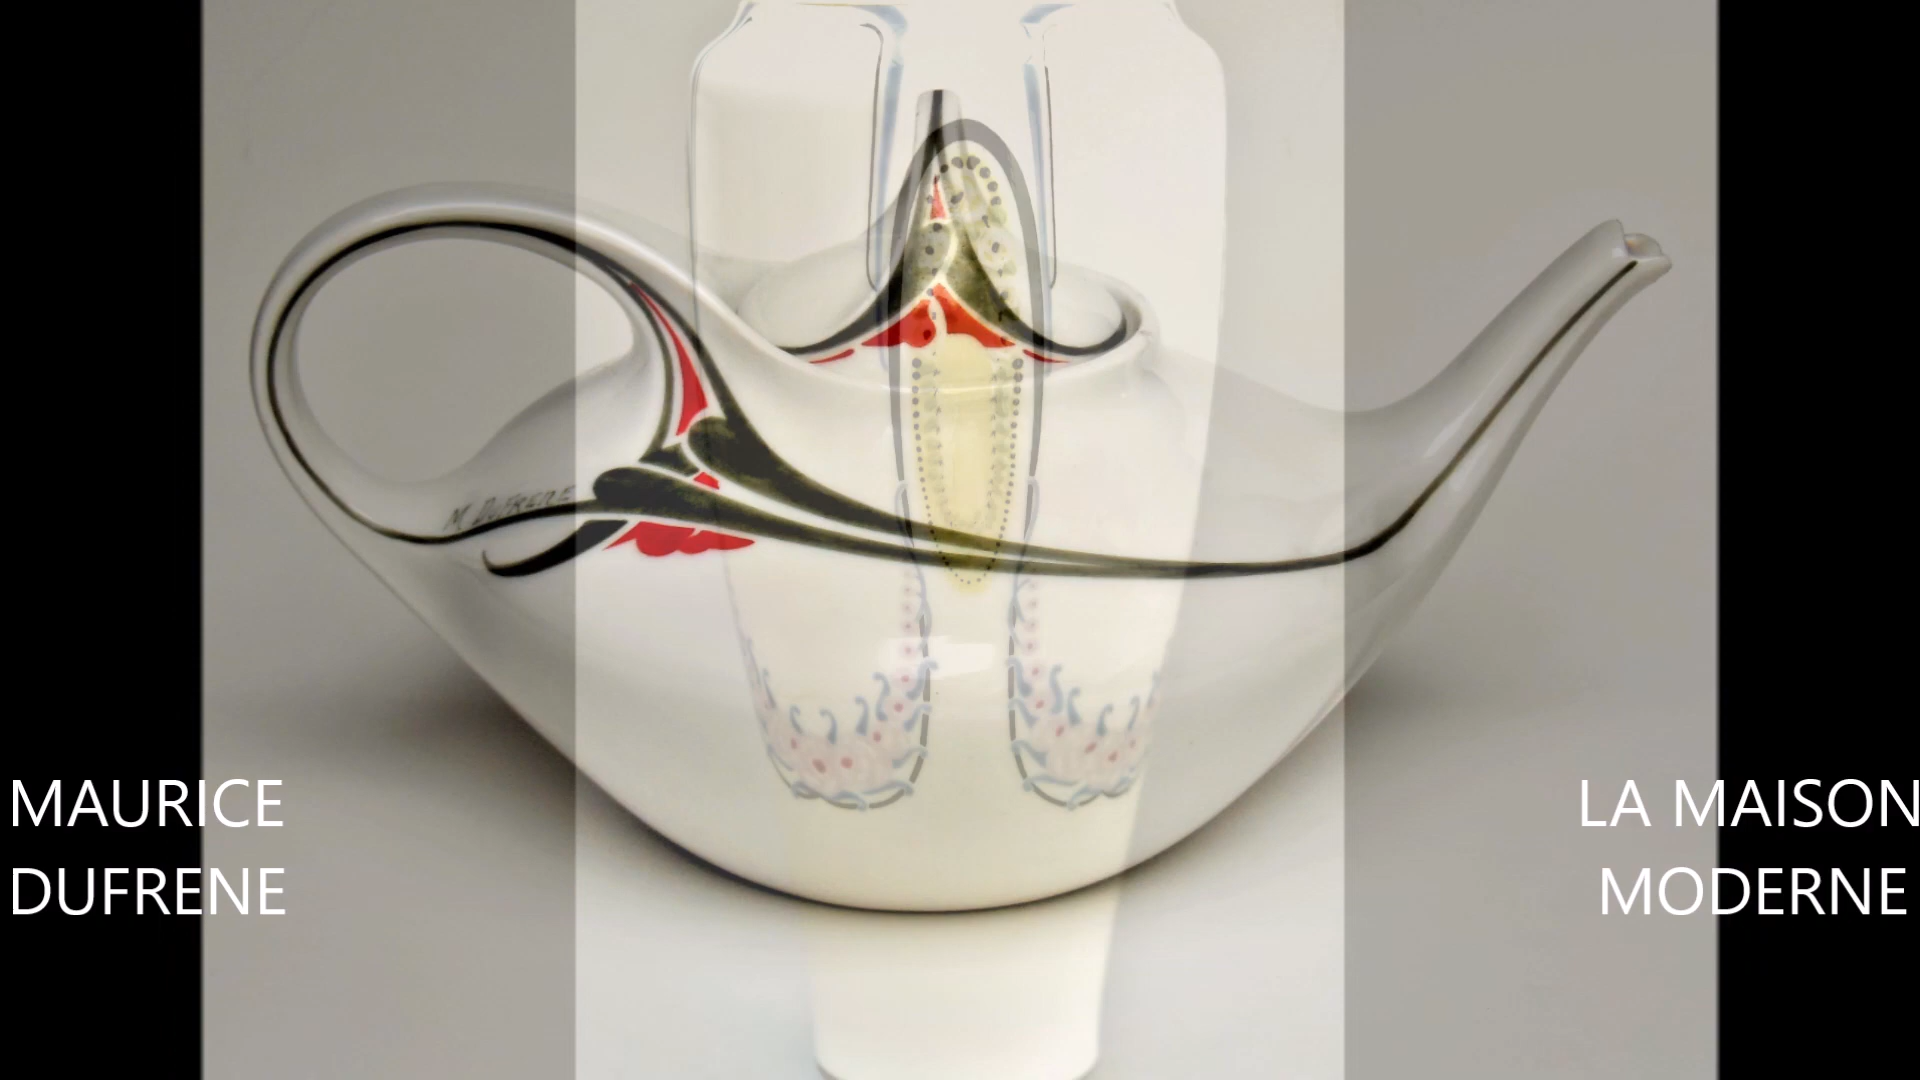 M. DUFRENE
MAURICE
DUFRENE
LA MAISON
MODERNE